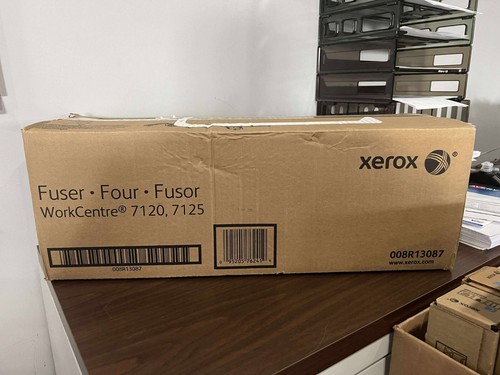 xerox ®
Fuser • Four • Fusor
WorkCentre® 7120, 7125
008R13087
008R13087
www.xerox.com